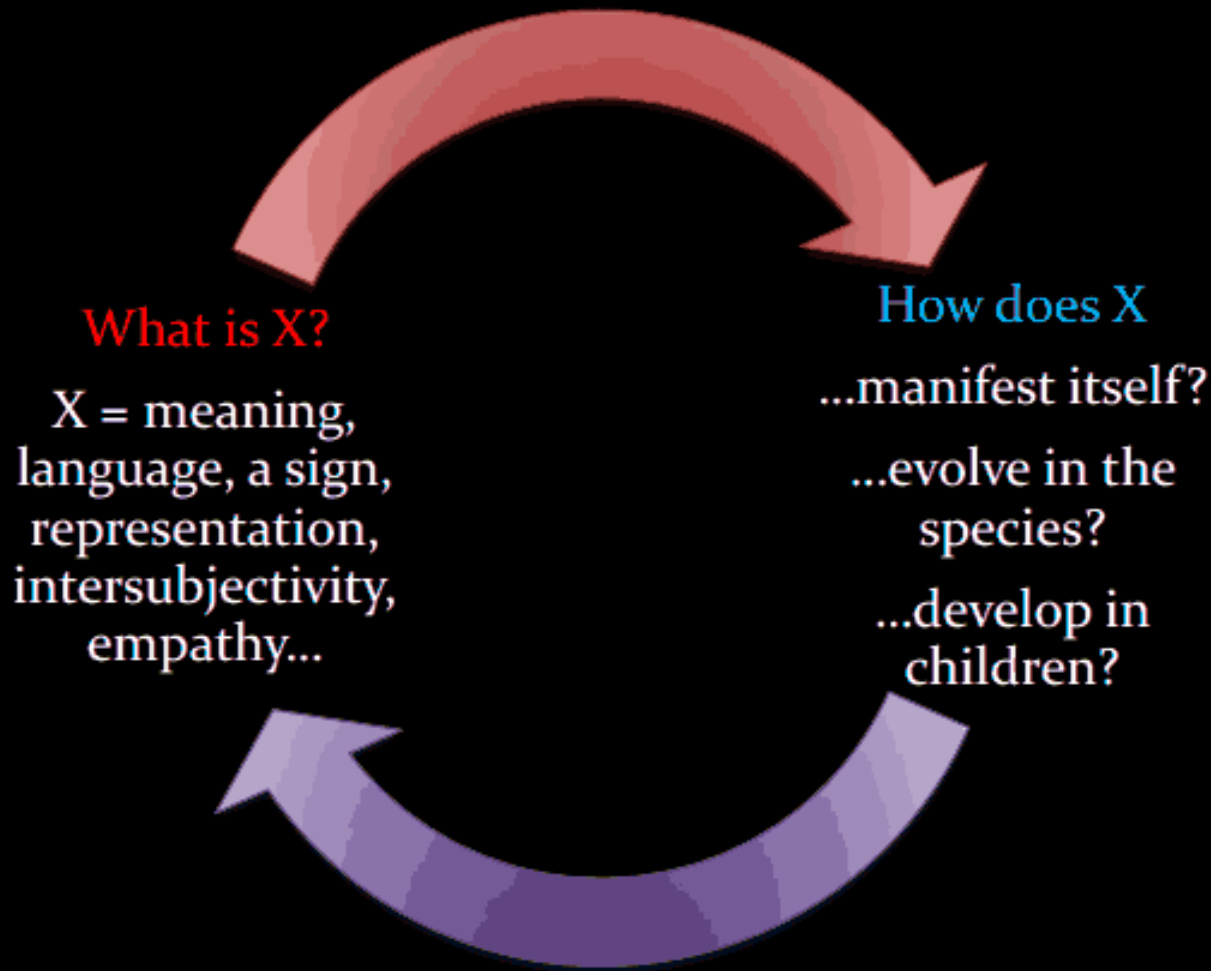 What is X?
X = meaning,
language, a sign,
representation,
intersubjectivity,
empathy...
How does X
...manifest itself?
...evolve in the
species?
...develop in
children?